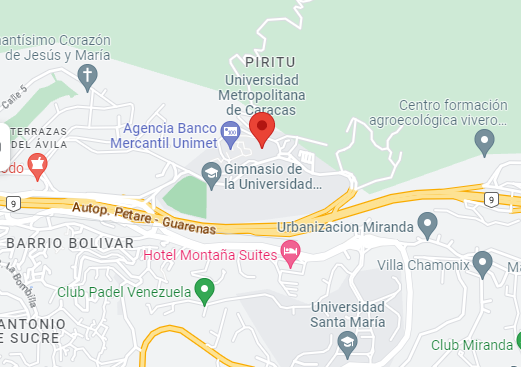 antísimo Corazón
de Jesús y María
PIRITU
Universidad
Metropolitana
de Caracas
Calle 5
Centro formación
agroecológica vivero...
TERRAZAS
DEL ÁVILA
Agencia Banco
Mercantil Unimet
odo
Gimnasio de
la Universidad...
9
9
Autop. Petare - Guarenas
Urbanizacion Miranda
BARRIO BOLIVAR
Hotel Montaña Suites
La Bombilla
Villa Chamonix
Ma
Club Padel Venezuela
Universidad
Santa María
ANTONIO
E SUCRE
Club Miranda